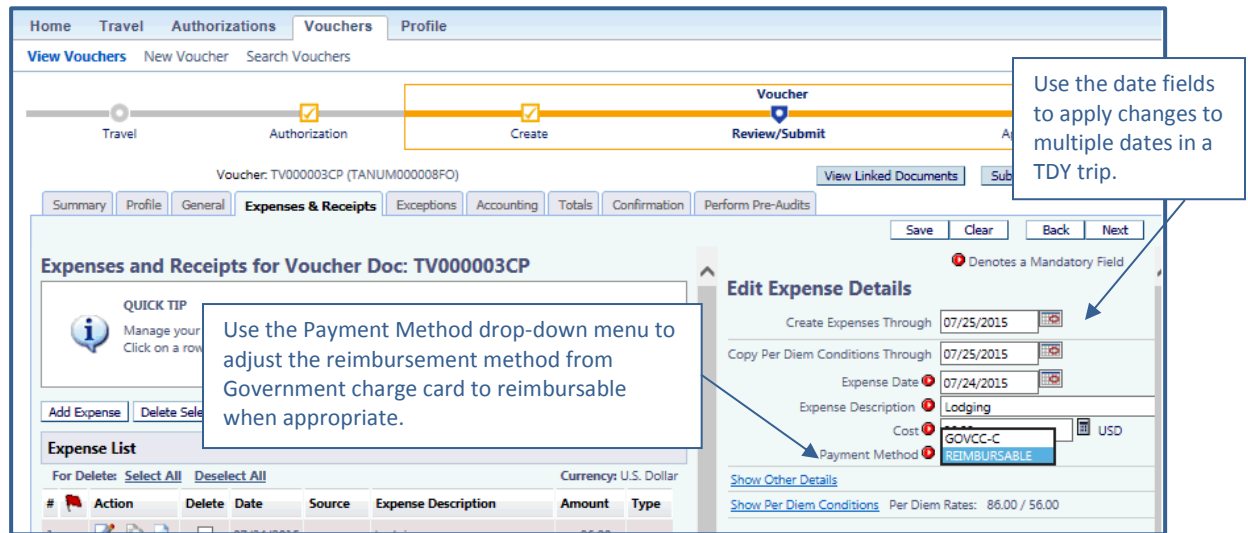 Home Travel Authorizations Vouchers Profile
View Vouchers New Voucher Search Vouchers
Use the date fields
to apply changes to
multiple dates in a
TDY trip.
Voucher
Travel Authorization Create Review/Submit
Voucher: TV000003CP (TANUM000008FO) View Linked Documents
Summary Profile General Expenses & Receipts Exceptions Accounting Totals Confirmation Perform Pre-Audits
Save Clear Back Next
Expenses and Receipts for Voucher Doc: TV000003CP
Denotes a Mandatory Field
Edit Expense Details
QUICK TIP
Manage your
Click on a row
Use the Payment Method drop-down menu to
adjust the reimbursement method from
Government charge card to reimbursable
when appropriate.
Create Expenses Through 07/25/2015
Copy Per Diem Conditions Through 07/25/2015
Expense Date 07/24/2015
Expense Description Lodging
Cost USD
GOVCC-C
Payment Method REIMBURSABLE
Add Expense Delete
Expense List
For Delete: Select All Deselect All Currency: U.S. Dollar
# Action Delete Date Source Expense Description Amount Type
Show Other Details
Show Per Diem Conditions Per Diem Rates: 86.00 / 56.00